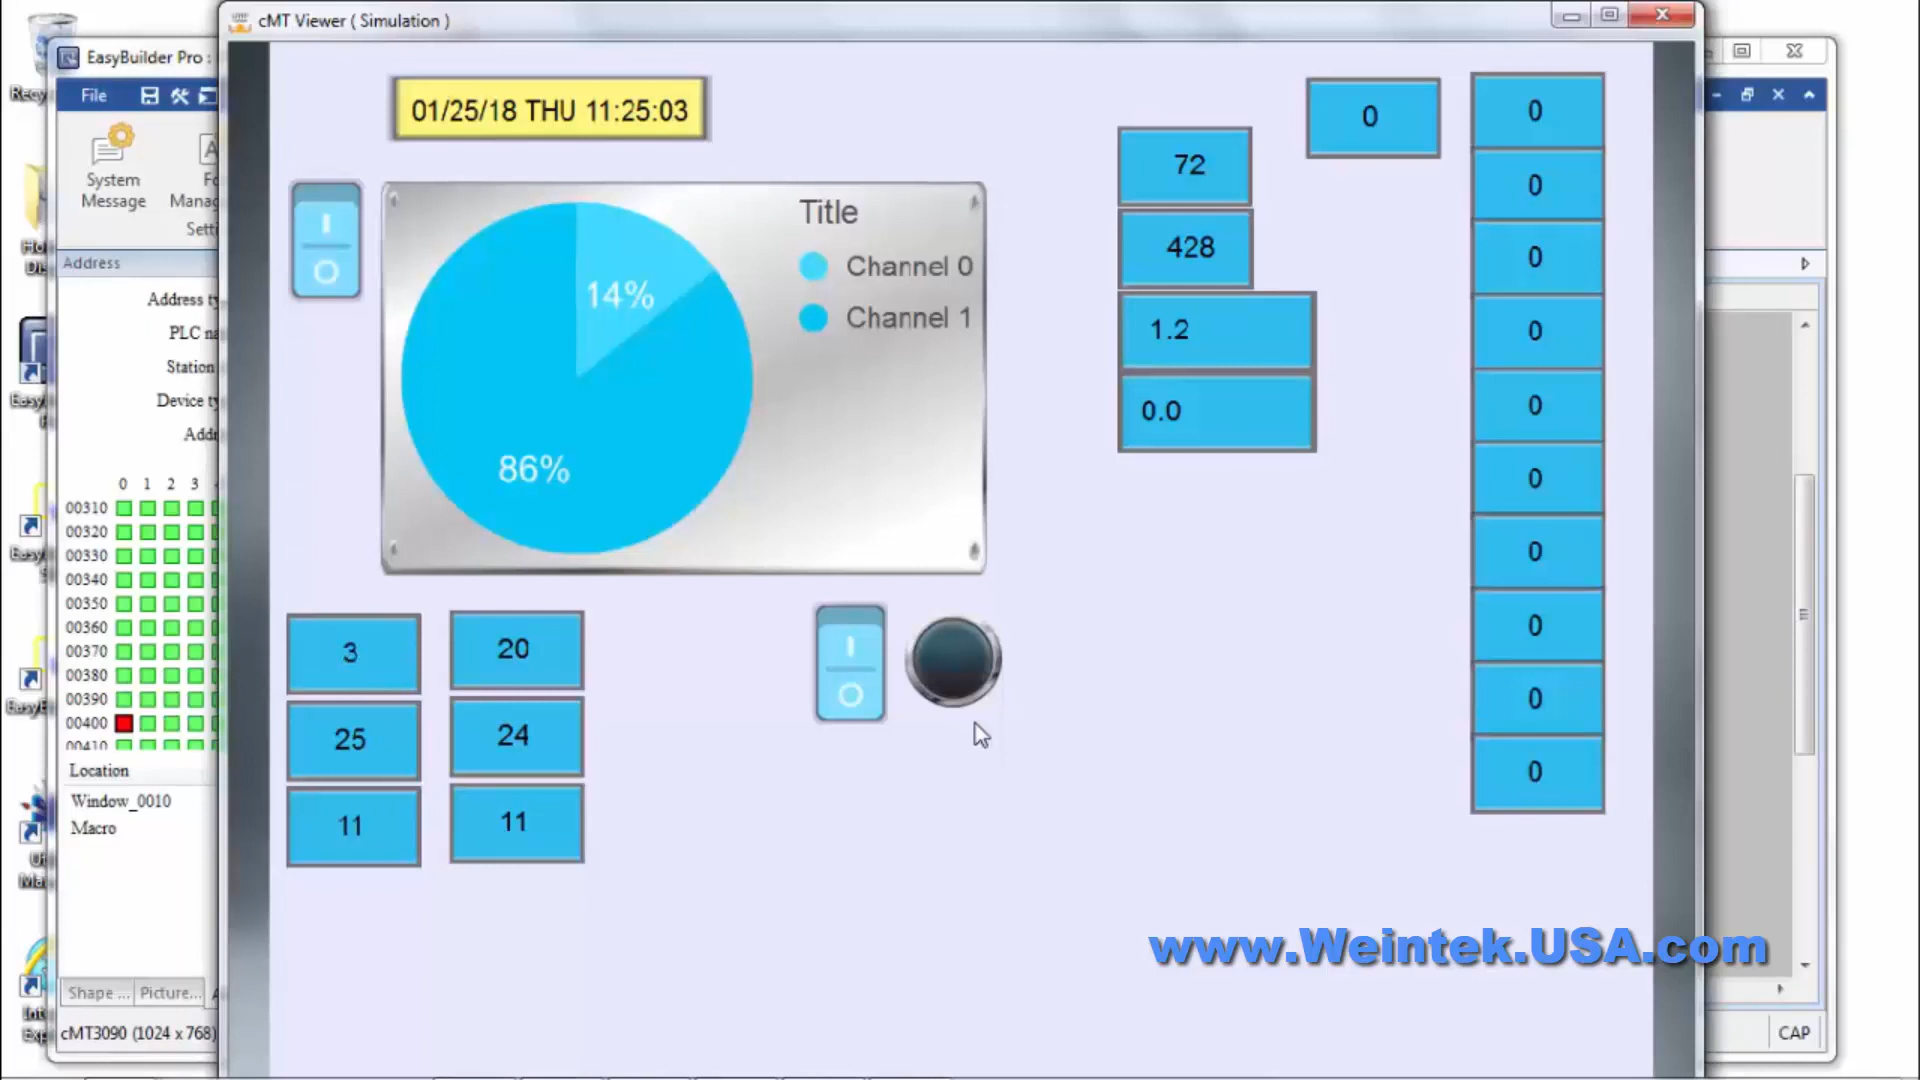 cMT Viewer ( Simulation )
EasyBuilder Pro :
File
System
Message
Address
PLC
Station
Device
0 1 2 3
00310
00320
00330
00340
00350
00360
00370
00380
00390
00400
00410
Location
Window_0010
Macro
Shape ...
Picture...
cMT3090 (1024 x 768)
01/25/18 THU 11:25:03
I
O
Title
Channel 0
Channel 1
14%
86%
3
20
25
24
11
11
I
O
72
428
1.2
0.0
0
0
0
0
0
0
0
0
0
0
0
www.Weintek.USA.com
CAP